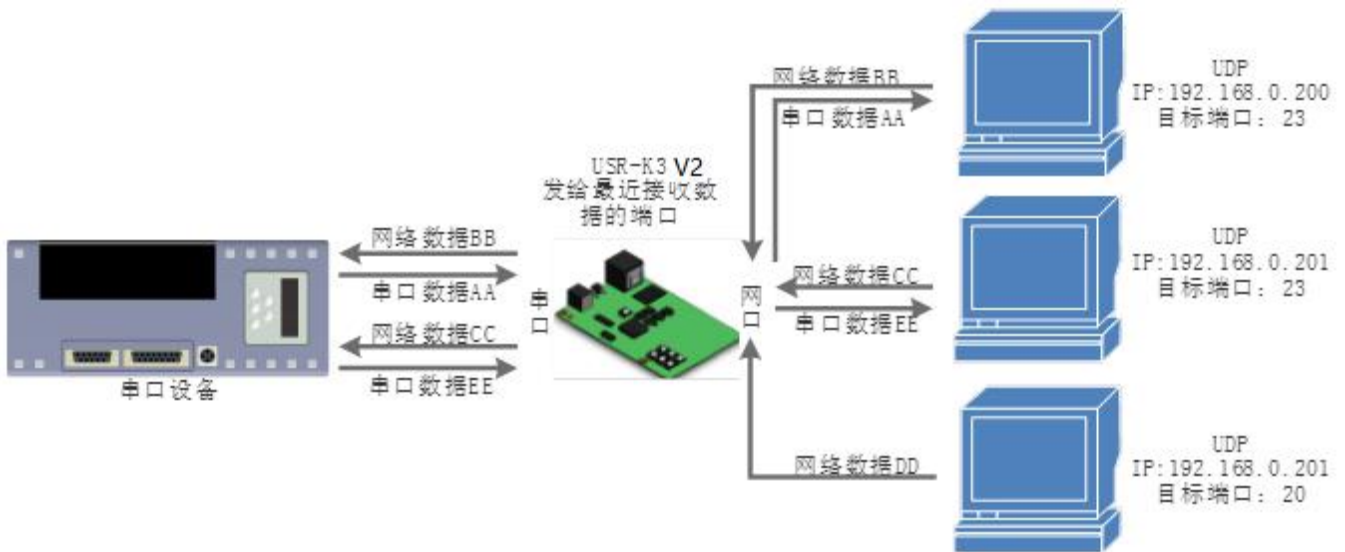 网络数据BB
串口数据AA
UDP
IP:192.168.0.200
目标端口：23
USR-K3 V2
发给最近接收数
据的端口
网络数据BB
串口数据AA
网络数据CC
串口数据EE
串口设备
串口
网口
网络数据CC
串口数据EE
UDP
IP:192.168.0.201
目标端口：23
网络数据DD
UDP
IP:192.168.0.201
目标端口：20